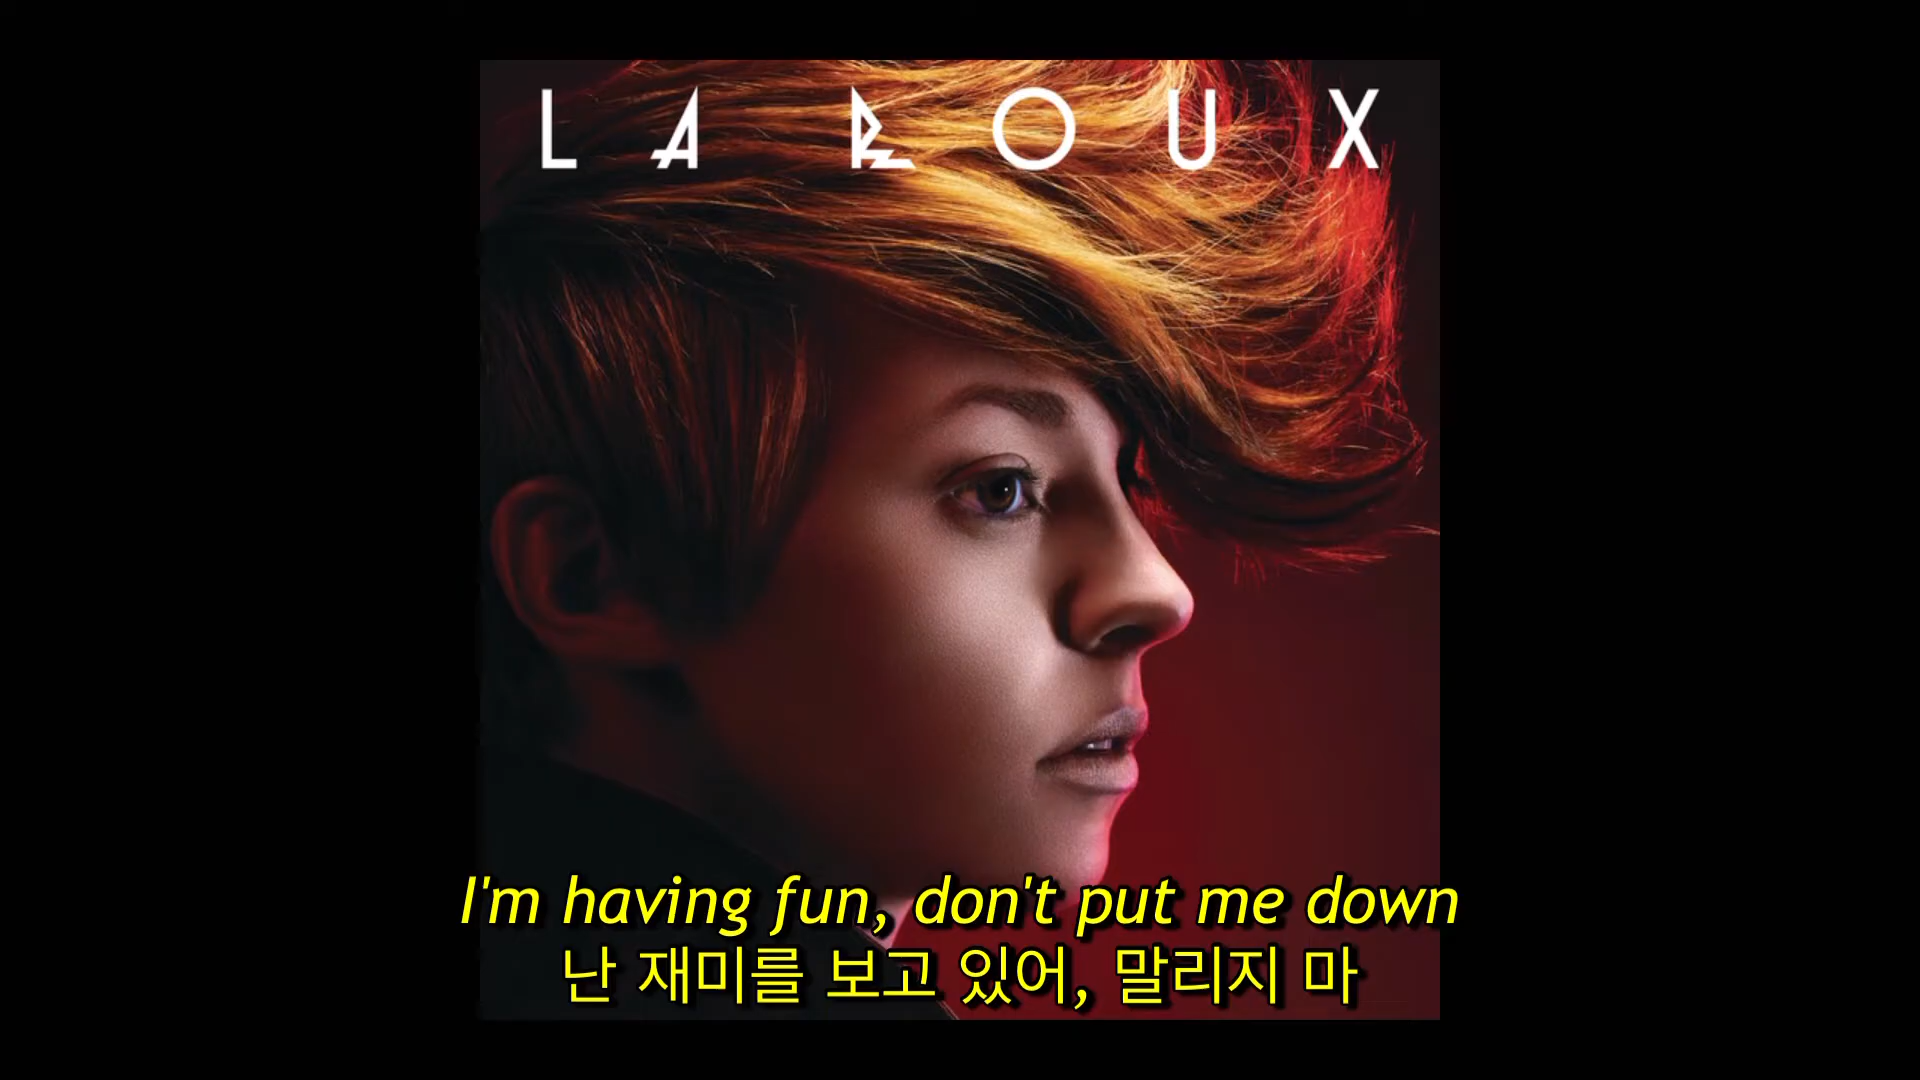 LA ROUX
I'm having fun, don't put me down
난 재미를 보고 있어, 말리지 마